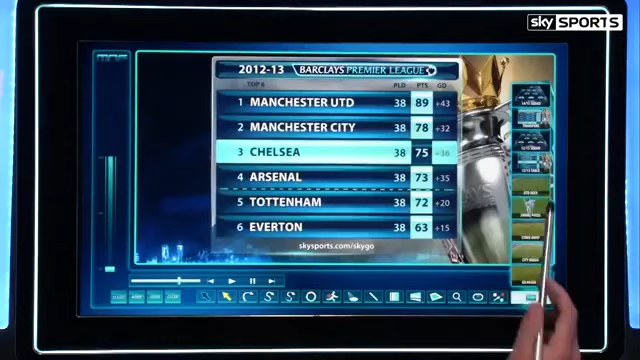 sky SPORTS
MNF
2012-13 BARCLAYS PREMIER LEAGUE
TOP 6 PLD PTS GD
1 MANCHESTER UTD 38 89 +43
2 MANCHESTER CITY 38 78 +32
3 CHELSEA 38 75 +36
4 ARSENAL 38 73 +35
5 TOTTENHAM 38 72 +20
6 EVERTON 38 63 +15
skysports.com/skygo